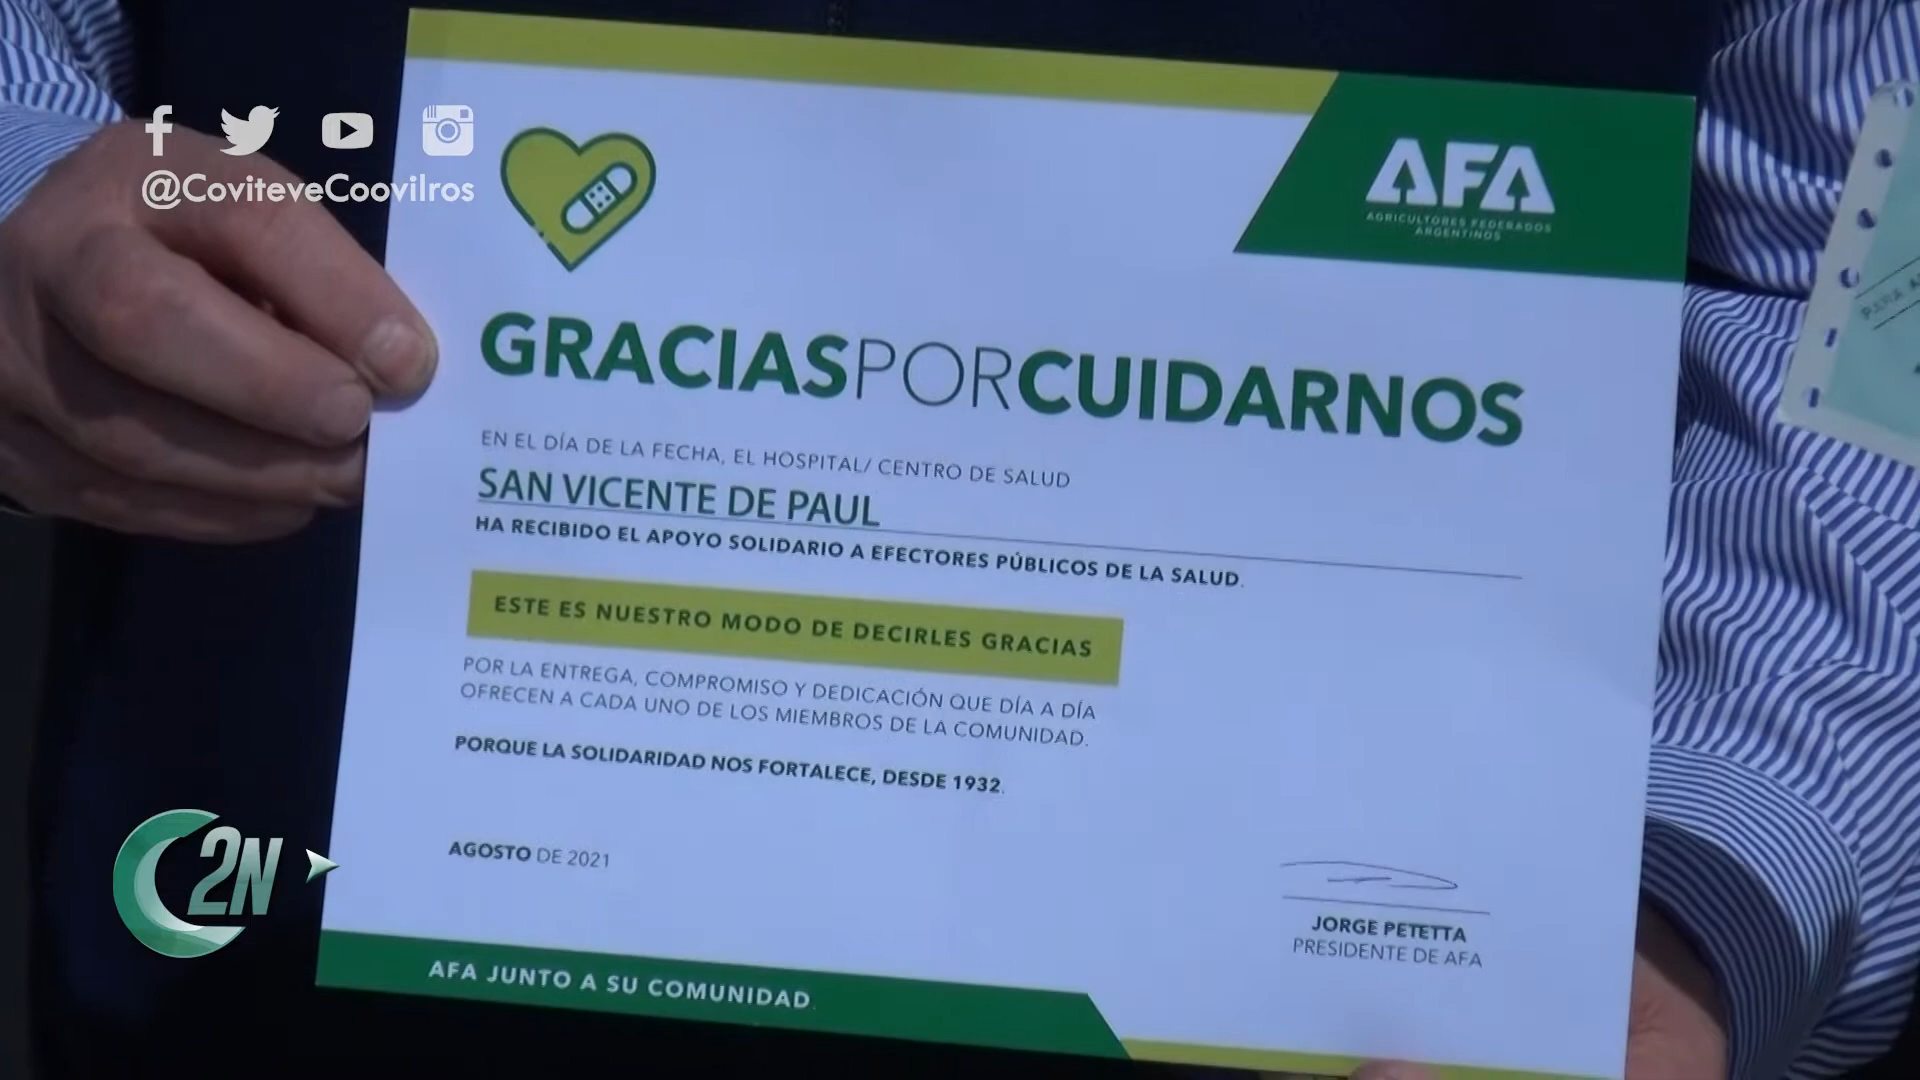 @CoviteveCoovilros
AFA
AGRICULTORES FEDERADOS
ARGENTINOS
GRACIASPORCUIDARNOS
EN EL DÍA DE LA FECHA, EL HOSPITAL/ CENTRO DE SALUD
SAN VICENTE DE PAUL
HA RECIBIDO EL APOYO SOLIDARIO A EFECTORES PÚBLICOS DE LA SALUD.
ESTE ES NUESTRO MODO DE DECIRLES GRACIAS
POR LA ENTREGA, COMPROMISO Y DEDICACIÓN QUE DÍA A DÍA
OFRECEN A CADA UNO DE LOS MIEMBROS DE LA COMUNIDAD.
PORQUE LA SOLIDARIDAD NOS FORTALECE, DESDE 1932.
AGOSTO DE 2021
JORGE PETETTA
PRESIDENTE DE AFA
AFA JUNTO A SU COMUNIDAD.
2N
PARA